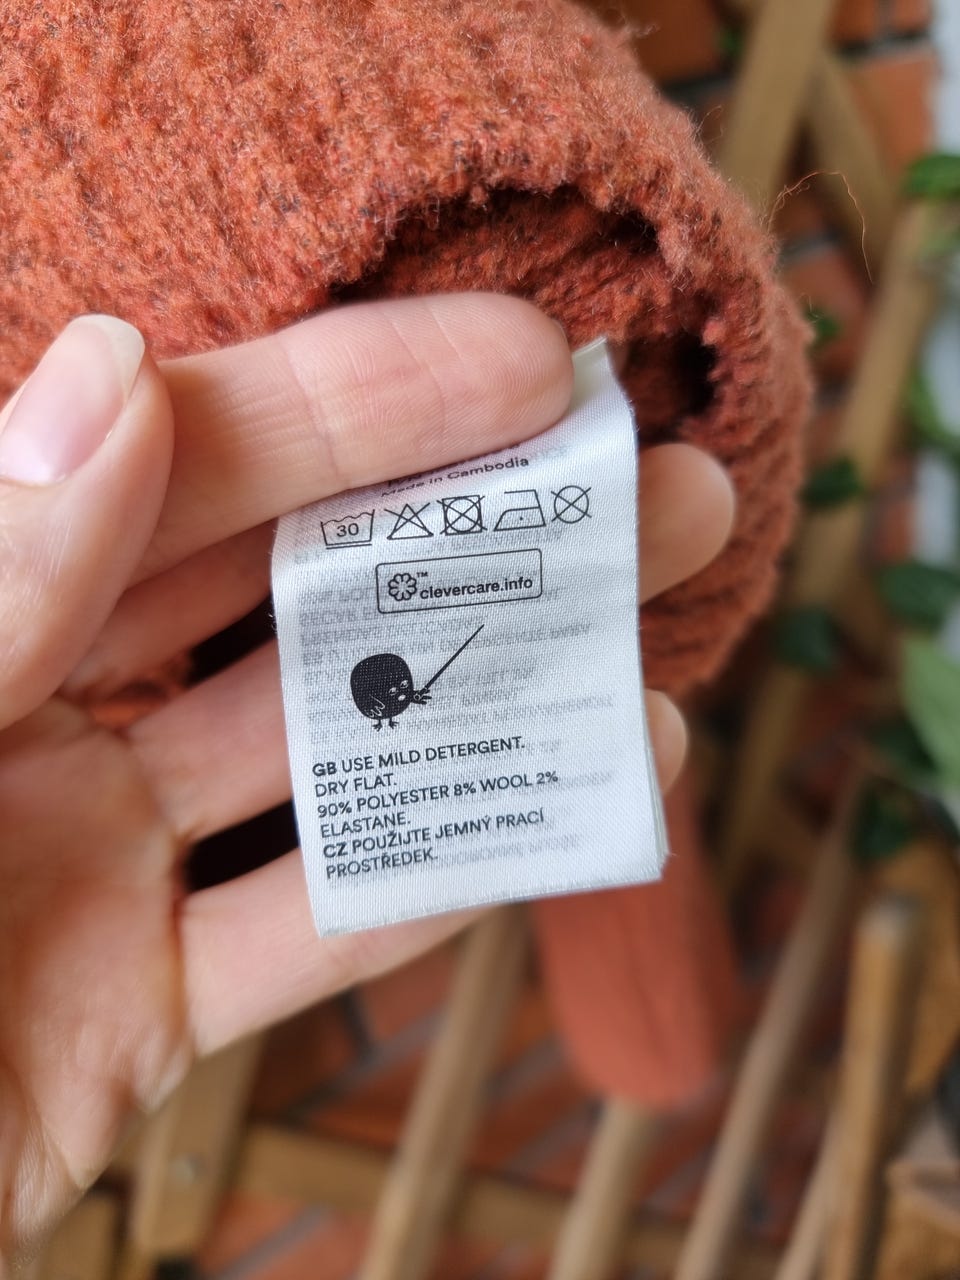 Made in Cambodia
30
™ clevercare.info
GB USE MILD DETERGENT.
DRY FLAT.
90% POLYESTER 8% WOOL 2%
ELASTANE.
CZ POUŽIJTE JEMNÝ PRACÍ
PROSTŘEDEK.